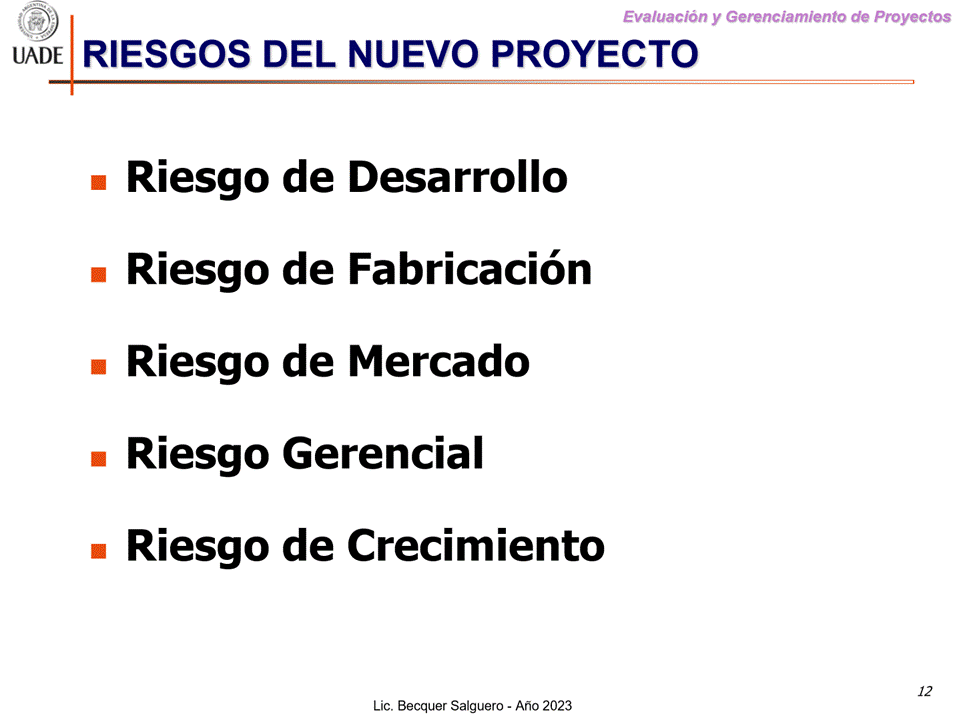 Evaluación y Gerenciamiento de Proyectos
UADE
RIESGOS DEL NUEVO PROYECTO
Riesgo de Desarrollo
Riesgo de Fabricación
Riesgo de Mercado
Riesgo Gerencial
Riesgo de Crecimiento
12
Lic. Becquer Salguero - Año 2023